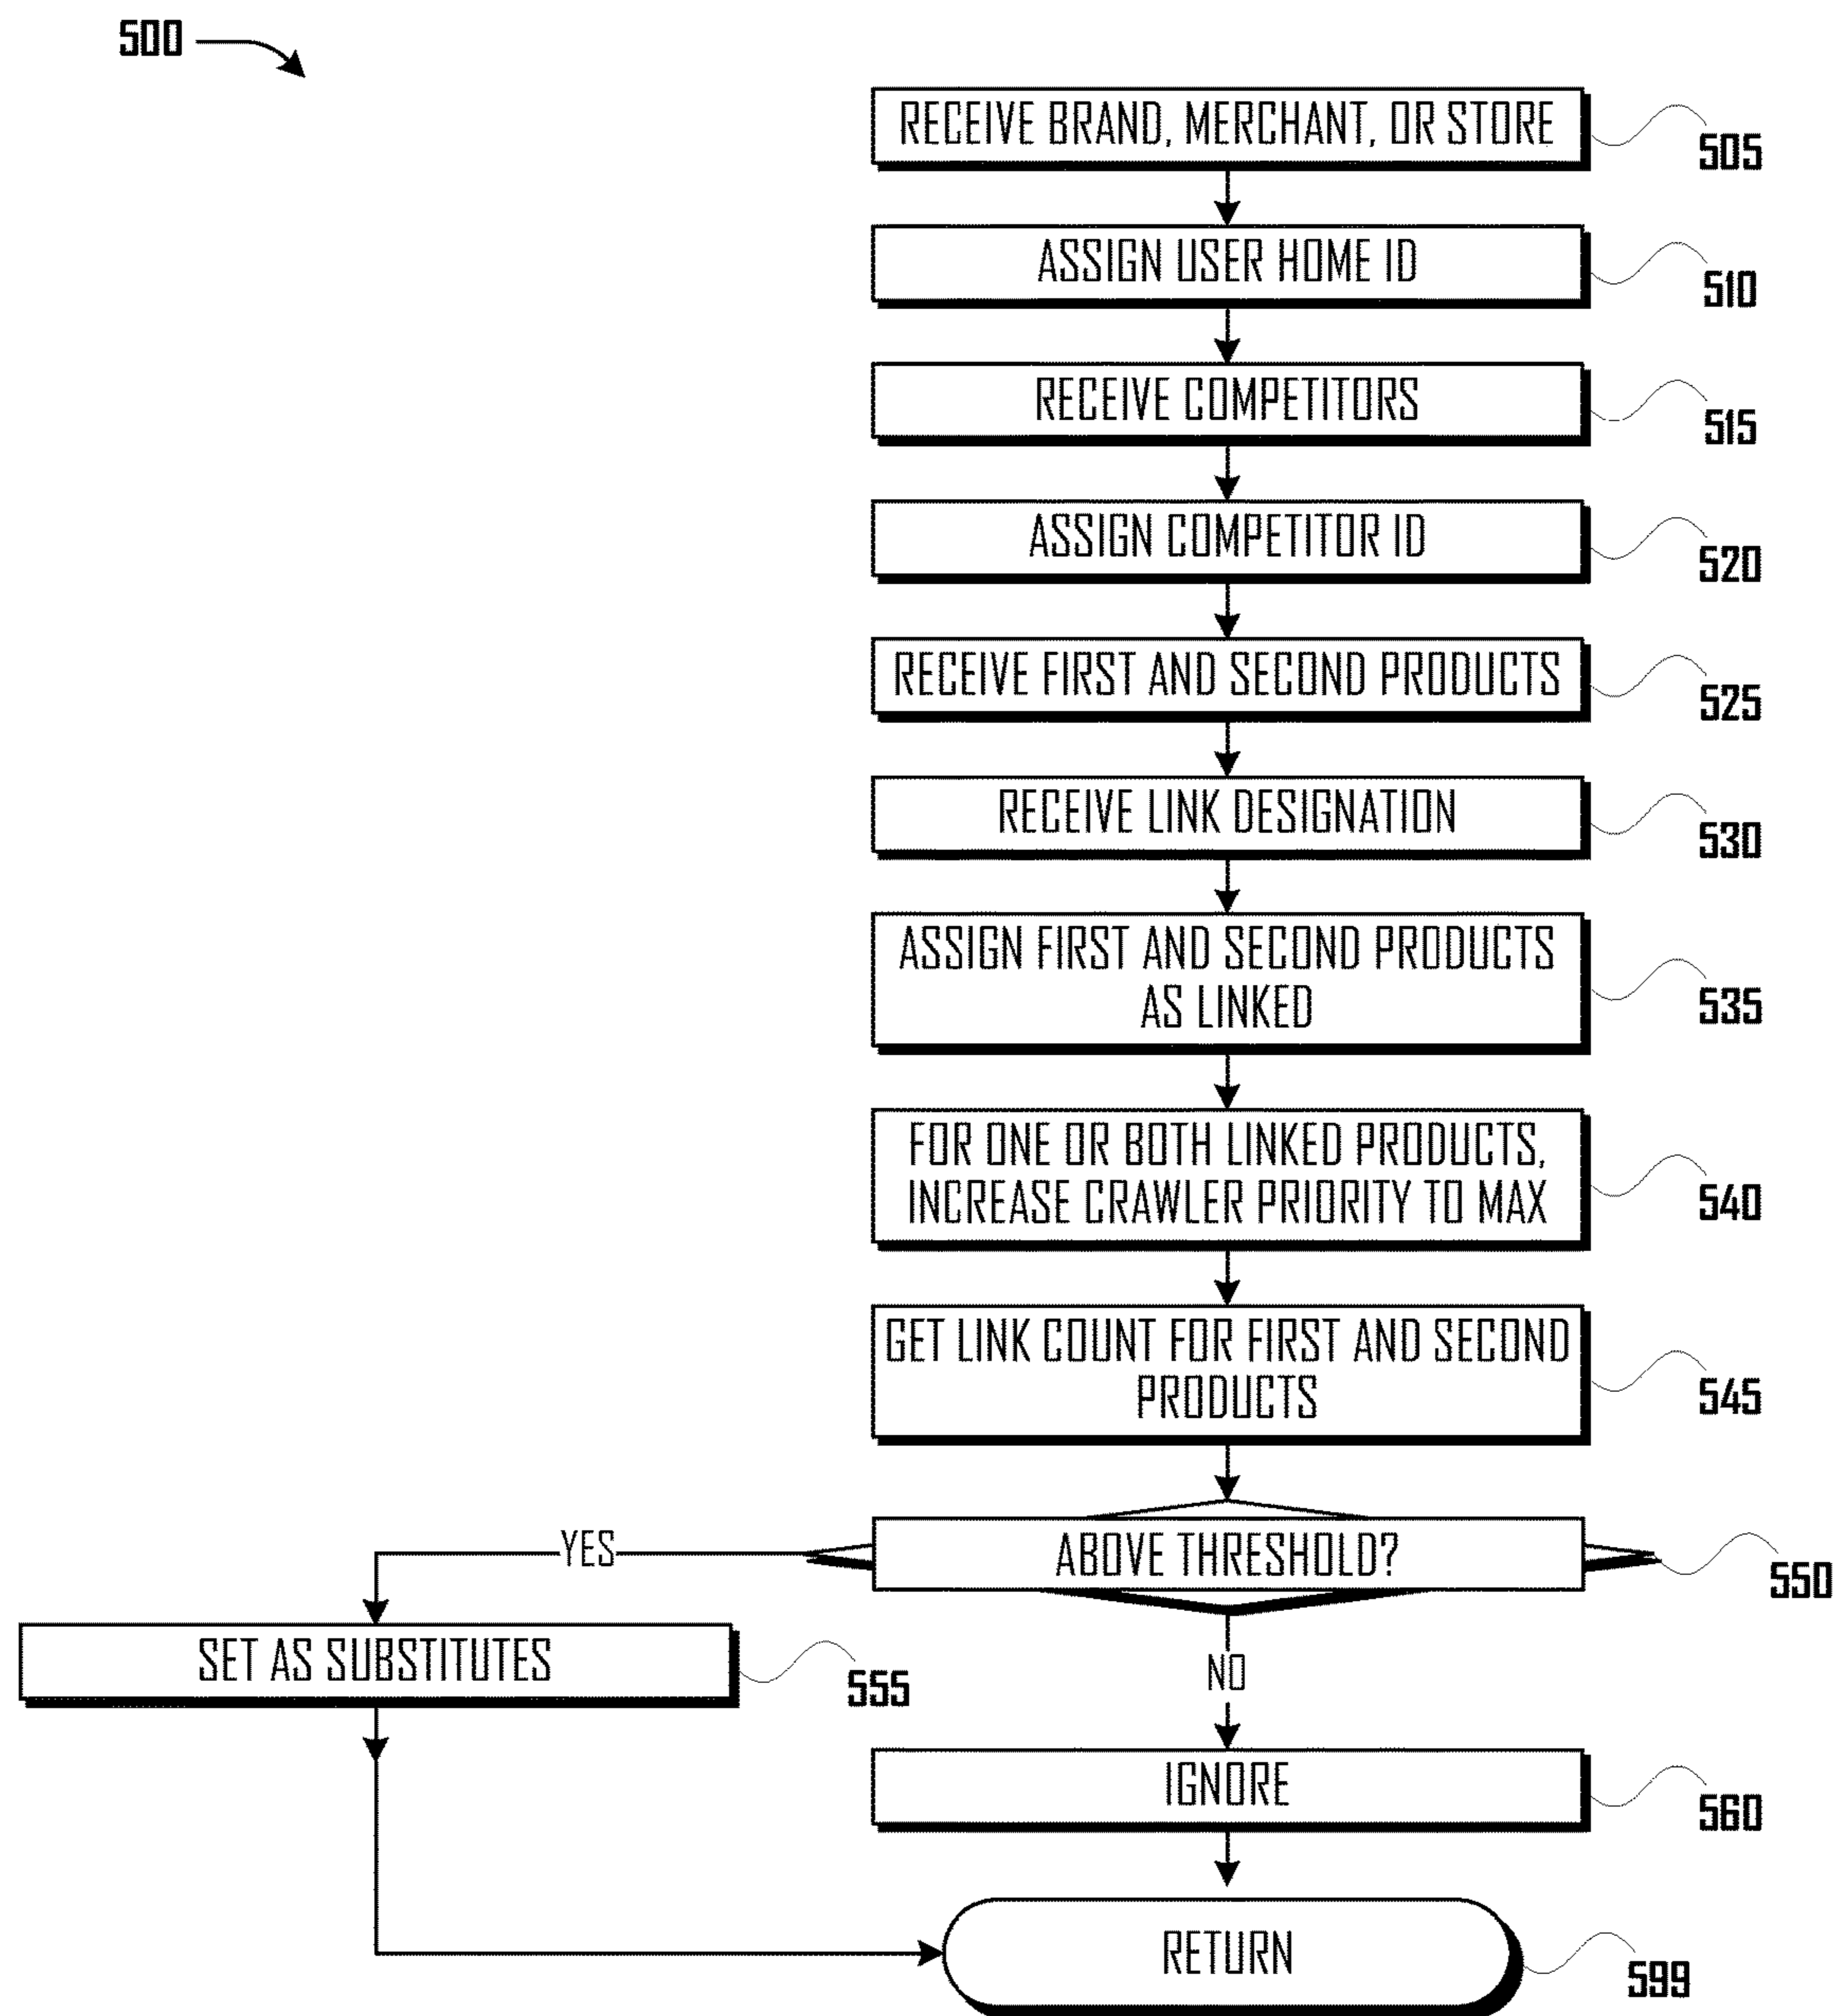 500
RECEIVE BRAND, MERCHANT, OR STORE
505
ASSIGN USER HOME ID
510
RECEIVE COMPETITORS
515
ASSIGN COMPETITOR ID
520
RECEIVE FIRST AND SECOND PRODUCTS
525
RECEIVE LINK DESIGNATION
530
ASSIGN FIRST AND SECOND PRODUCTS
AS LINKED
535
FOR ONE OR BOTH LINKED PRODUCTS,
INCREASE CRAWLER PRIORITY TO MAX
540
GET LINK COUNT FOR FIRST AND SECOND
PRODUCTS
545
ABOVE THRESHOLD?
550
YES
SET AS SUBSTITUTES
555
NO
IGNORE
560
RETURN
599